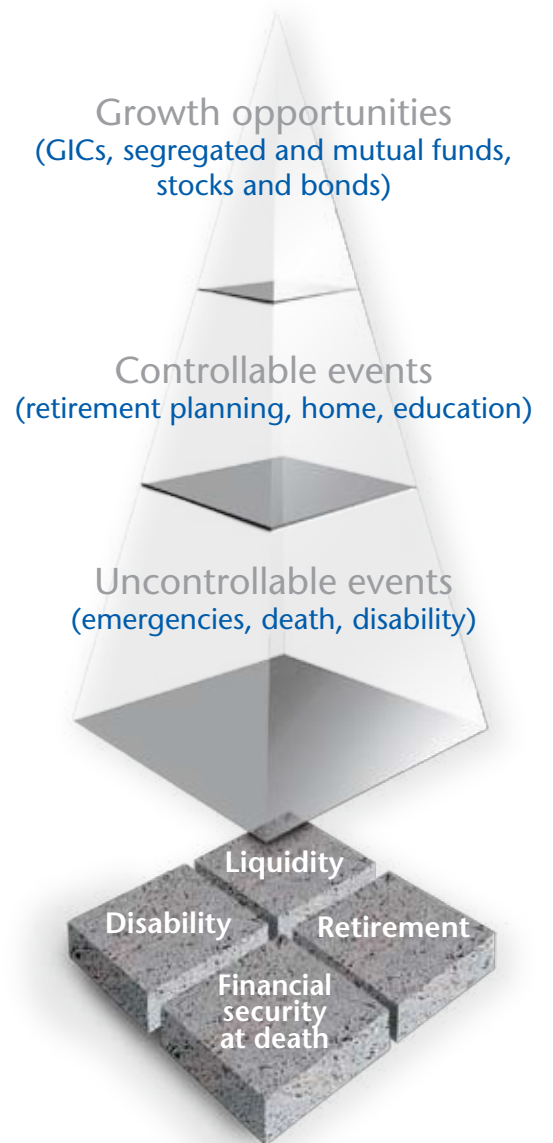 Growth opportunities
(GICs, segregated and mutual funds,
stocks and bonds)
Controllable events
(retirement planning, home, education)
Uncontrollable events
(emergencies, death, disability)
Liquidity
Disability
Retirement
Financial
security
at death